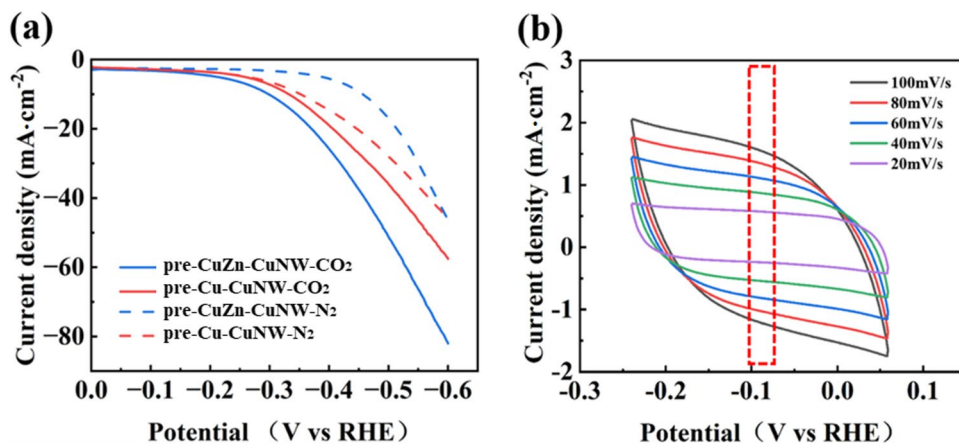 (a)
Current density (mA·cm⁻²)
0
−20
−40
−60
−80
pre-CuZn-CuNW-CO₂
pre-Cu-CuNW-CO₂
pre-CuZn-CuNW-N₂
pre-Cu-CuNW-N₂
0.0 −0.1 −0.2 −0.3 −0.4 −0.5 −0.6
Potential （V vs RHE）
(b)
Current density (mA·cm⁻²)
3
2
1
0
-1
-2
100mV/s
80mV/s
60mV/s
40mV/s
20mV/s
-0.3 -0.2 -0.1 0.0 0.1
Potential （V vs RHE）